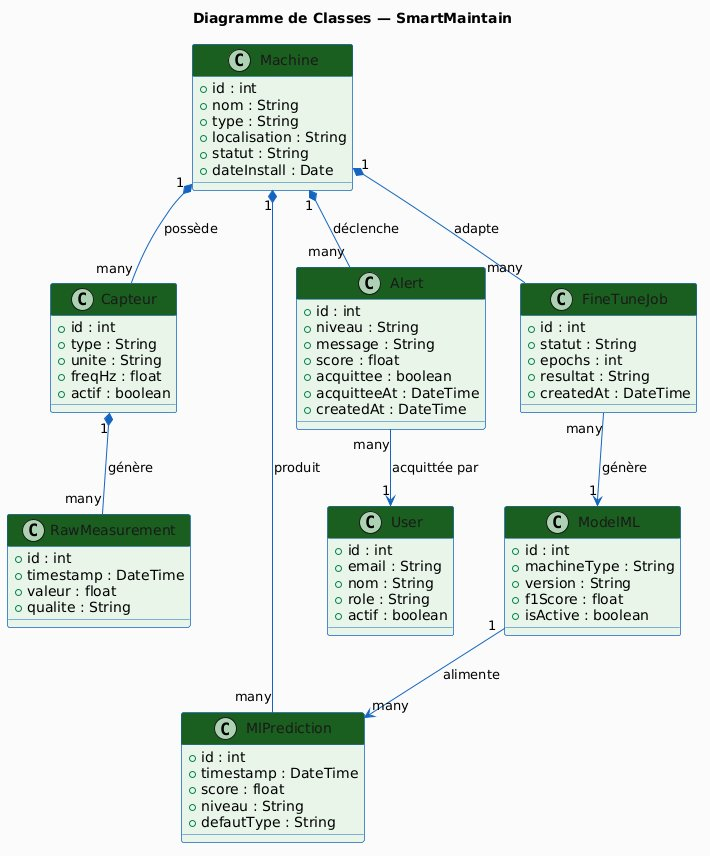 Diagramme de Classes — SmartMaintain
C Machine
id : int
nom : String
type : String
localisation : String
statut : String
dateInstall : Date
1
1
1
1
possède
déclenche
adapte
many
many
many
C Capteur
id : int
type : String
unite : String
freqHz : float
actif : boolean
C Alert
id : int
niveau : String
message : String
score : float
acquittee : boolean
acquitteeAt : DateTime
createdAt : DateTime
C FineTuneJob
id : int
statut : String
epochs : int
resultat : String
createdAt : DateTime
1
génère
many
produit
many
acquittée par
1
many
génère
1
C RawMeasurement
id : int
timestamp : DateTime
valeur : float
qualite : String
C User
id : int
email : String
nom : String
role : String
actif : boolean
C ModelML
id : int
machineType : String
version : String
f1Score : float
isActive : boolean
1
alimente
many
many
C MlPrediction
id : int
timestamp : DateTime
score : float
niveau : String
defautType : String